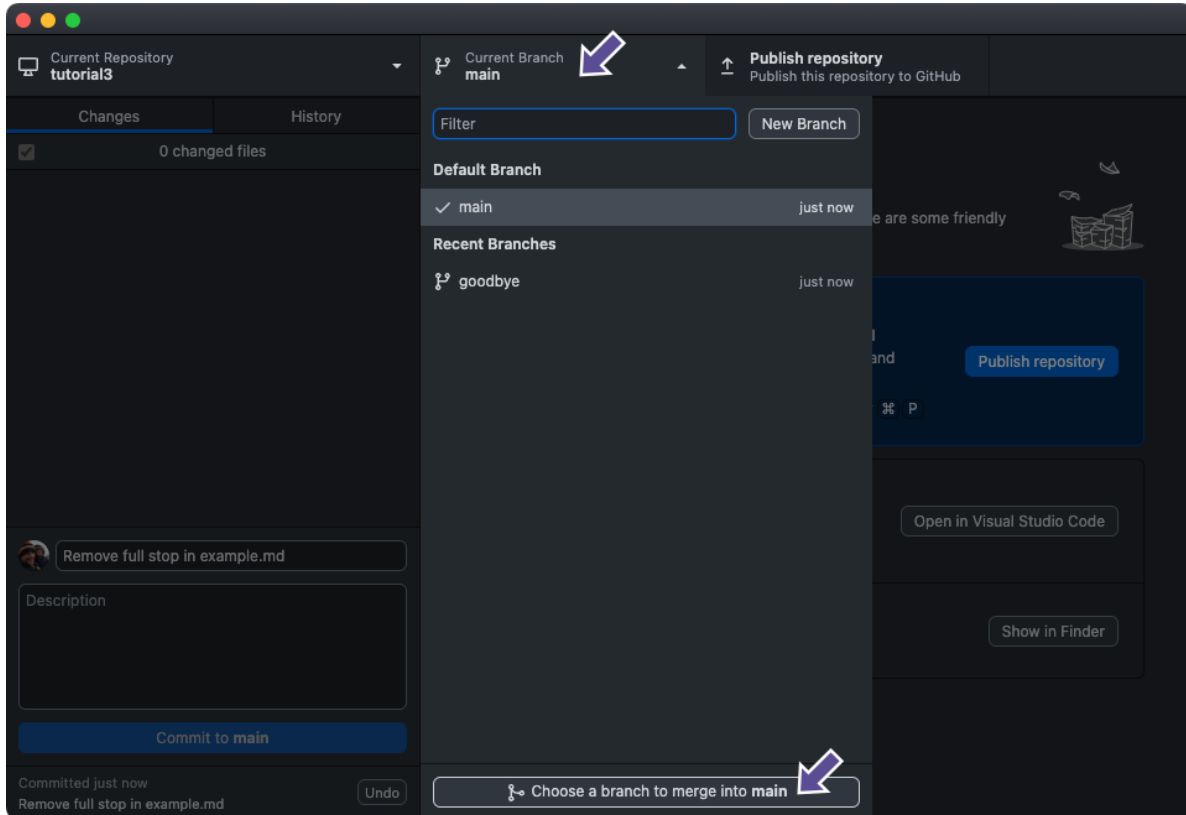 Current Repository
tutorial3
Current Branch
main
Publish repository
Publish this repository to GitHub
Changes
History
0 changed files
Filter
New Branch
Default Branch
main
just now
Recent Branches
goodbye
just now
e are some friendly
and
Publish repository
⌘ P
Open in Visual Studio Code
Show in Finder
Remove full stop in example.md
Description
Commit to main
Committed just now
Remove full stop in example.md
Undo
Choose a branch to merge into main